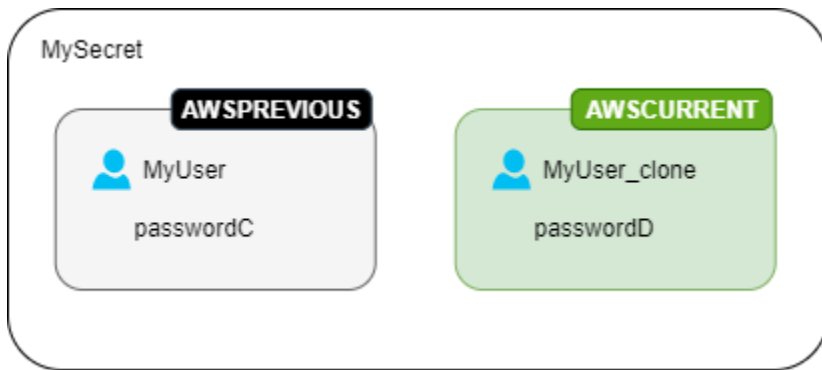 MySecret
AWSPREVIOUS
MyUser
passwordC
AWSCURRENT
MyUser_clone
passwordD